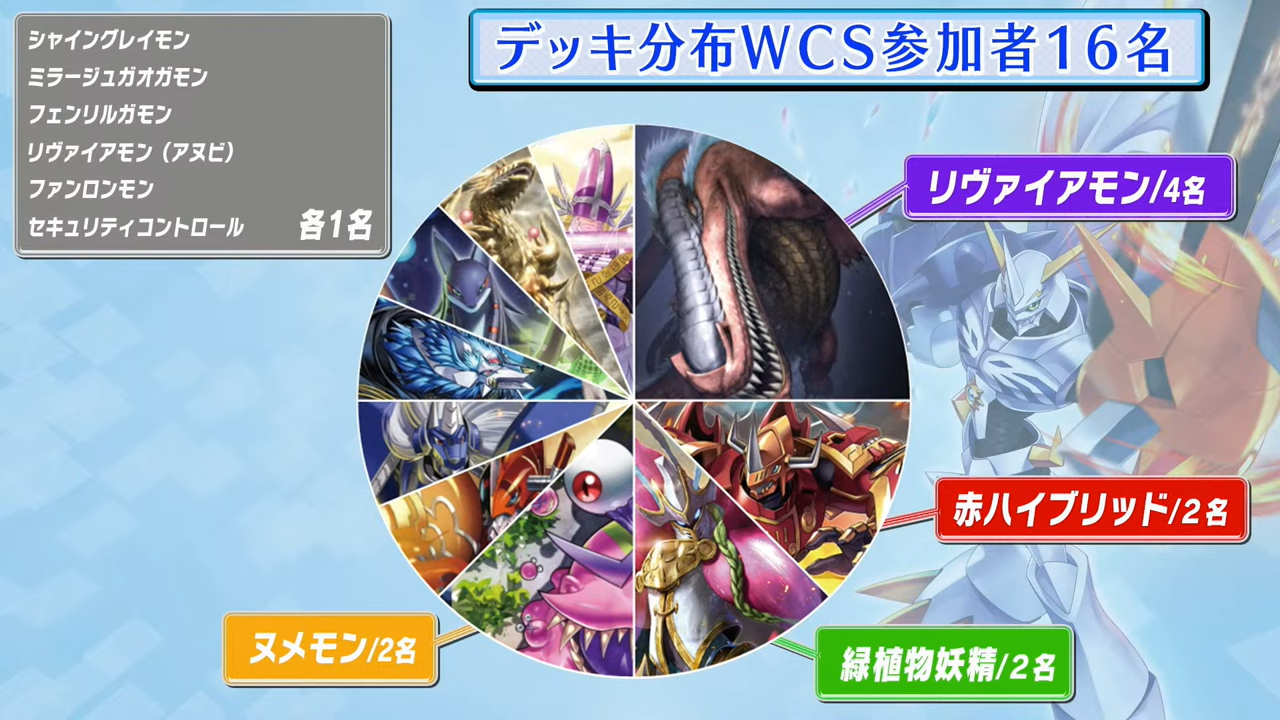 シャイングレイモン
ミラージュガオガモン
フェンリルガモン
リヴァイアモン（アヌビ）
ファンロンモン
セキュリティコントロール 各1名
デッキ分布WCS参加者16名
リヴァイアモン/4名
赤ハイブリッド/2名
緑植物妖精/2名
ヌメモン/2名